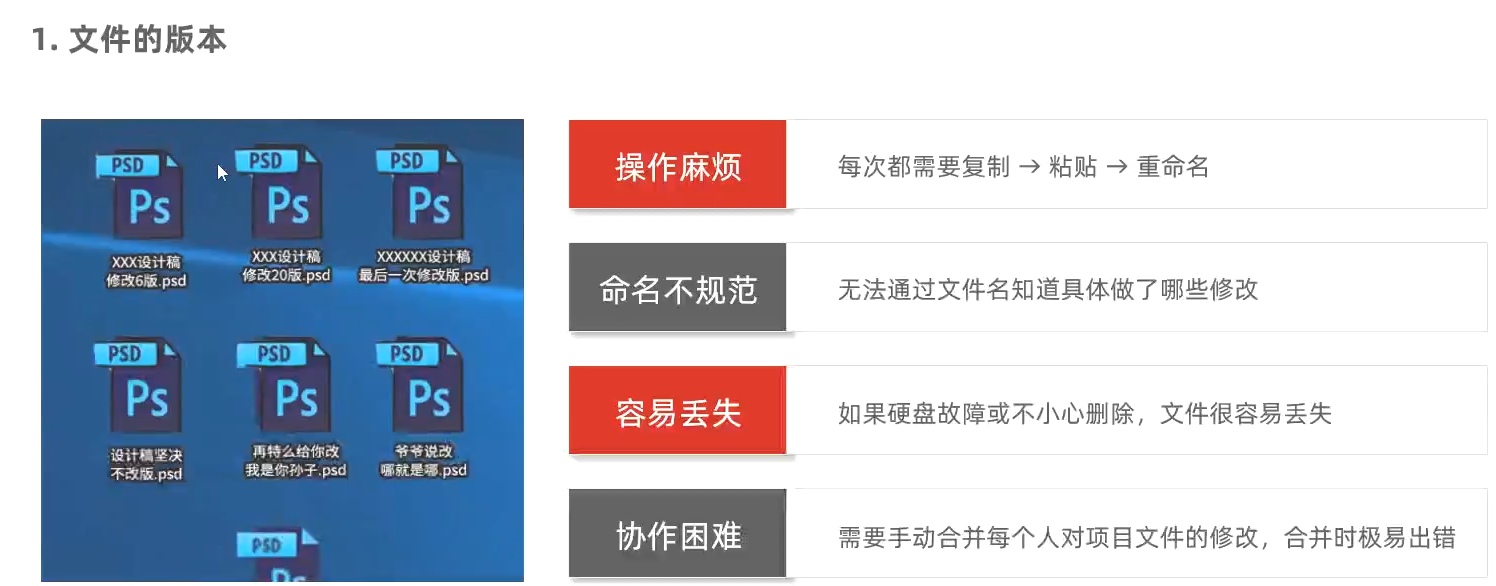 1. 文件的版本
PSD
PSD
PSD
Ps
Ps
Ps
XXX设计稿
修改6版.psd
XXX设计稿
修改20版.psd
XXXXXX设计稿
最后一次修改版.psd
PSD
PSD
PSD
Ps
Ps
Ps
设计稿坚决
不改版.psd
再特么给你改
我是你孙子.psd
爷爷说改
哪就是哪.psd
PSD
Ps
操作麻烦
每次都需要复制 → 粘贴 → 重命名
命名不规范
无法通过文件名知道具体做了哪些修改
容易丢失
如果硬盘故障或不小心删除，文件很容易丢失
协作困难
需要手动合并每个人对项目文件的修改，合并时极易出错